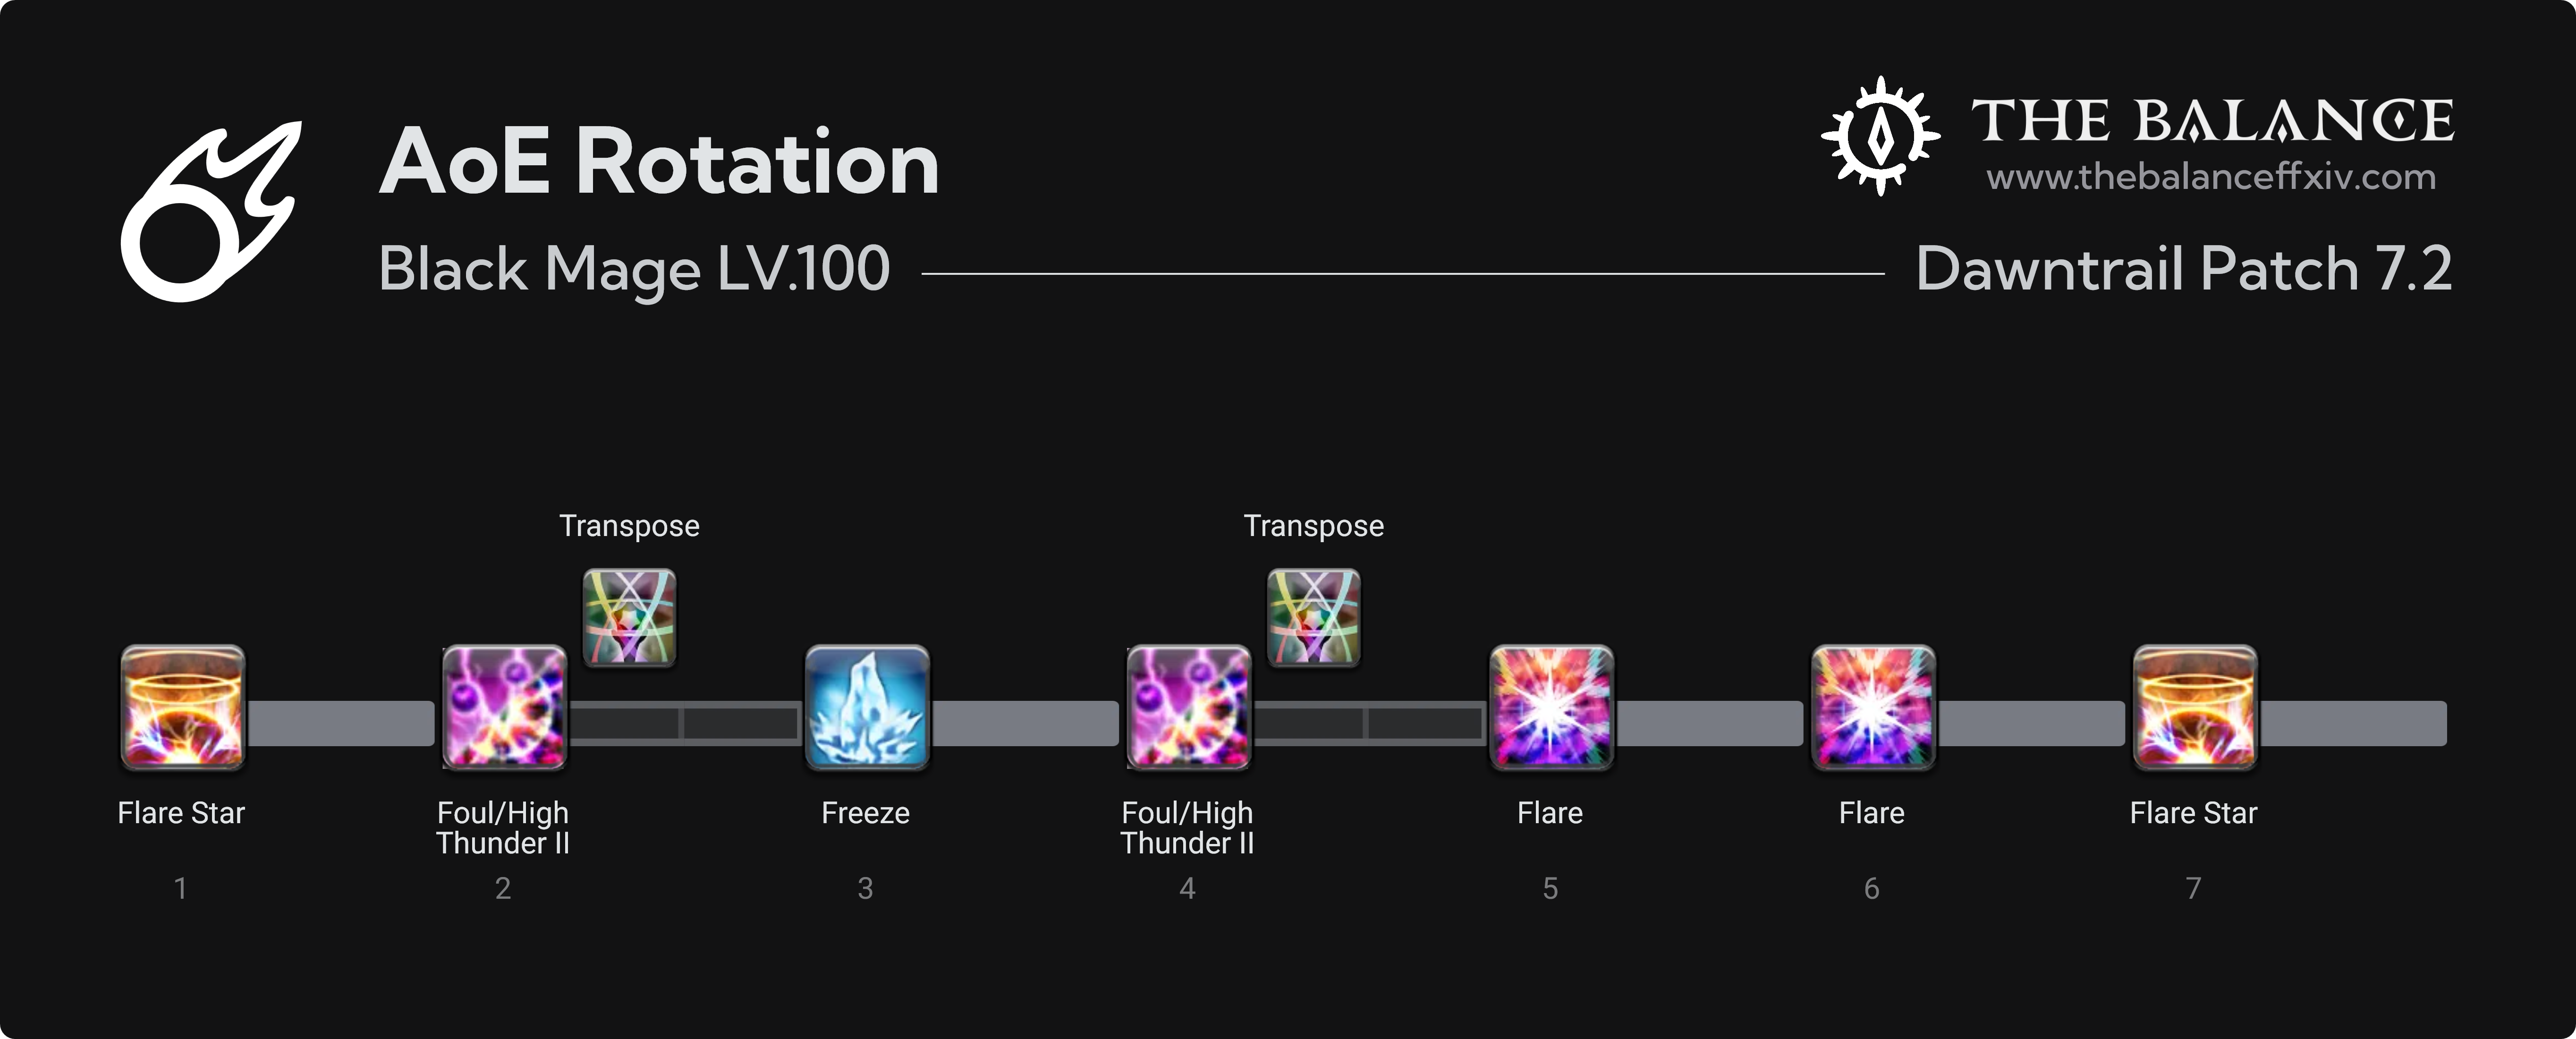 AoE Rotation
THE BALANCE
www.thebalanceffxiv.com
Black Mage LV.100
Dawntrail Patch 7.2
Transpose
Transpose
Flare Star
Foul/High
Thunder II
Freeze
Foul/High
Thunder II
Flare
Flare
Flare Star
1
2
3
4
5
6
7